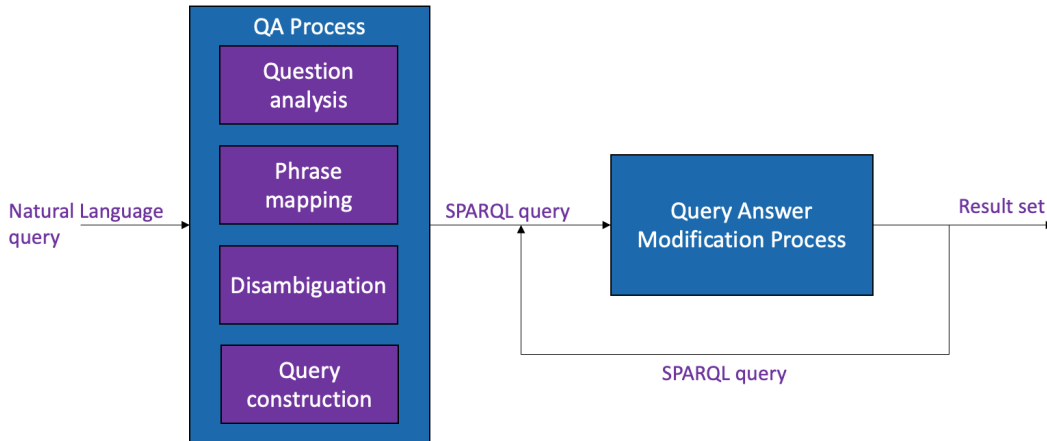 QA Process
Question
analysis
Phrase
mapping
Disambiguation
Query
construction
Natural Language
query
SPARQL query
Query Answer
Modification Process
Result set
SPARQL query